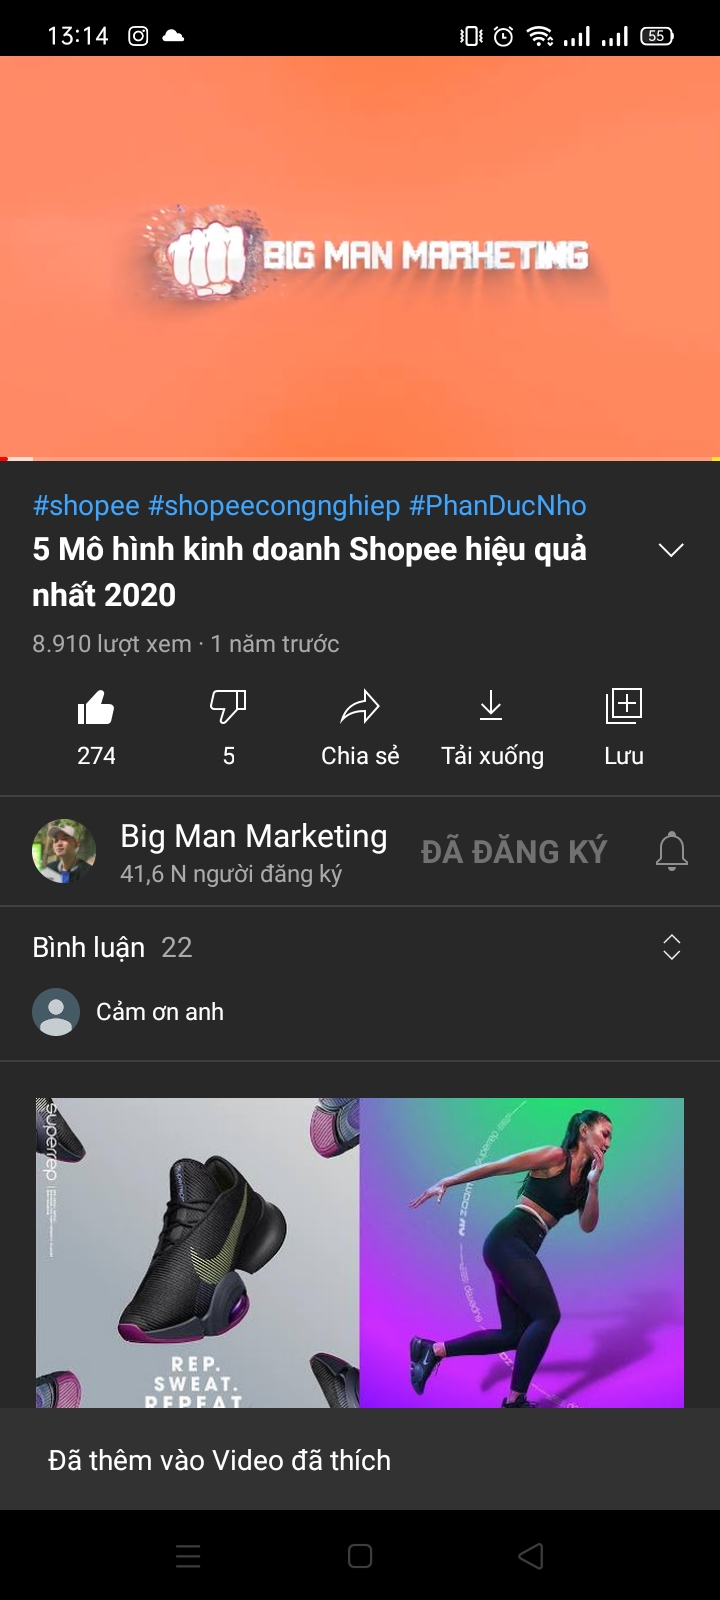 13:14
55
BIG MAN MARKETING
#shopee #shopeecongnghiep #PhanDucNho
5 Mô hình kinh doanh Shopee hiệu quả
nhất 2020
8.910 lượt xem · 1 năm trước
274
5
Chia sẻ
Tải xuống
Lưu
Big Man Marketing
41,6 N người đăng ký
ĐÃ ĐĂNG KÝ
Bình luận 22
Cảm ơn anh
superrep
REP.
SWEAT.
REPEAT
Đã thêm vào Video đã thích